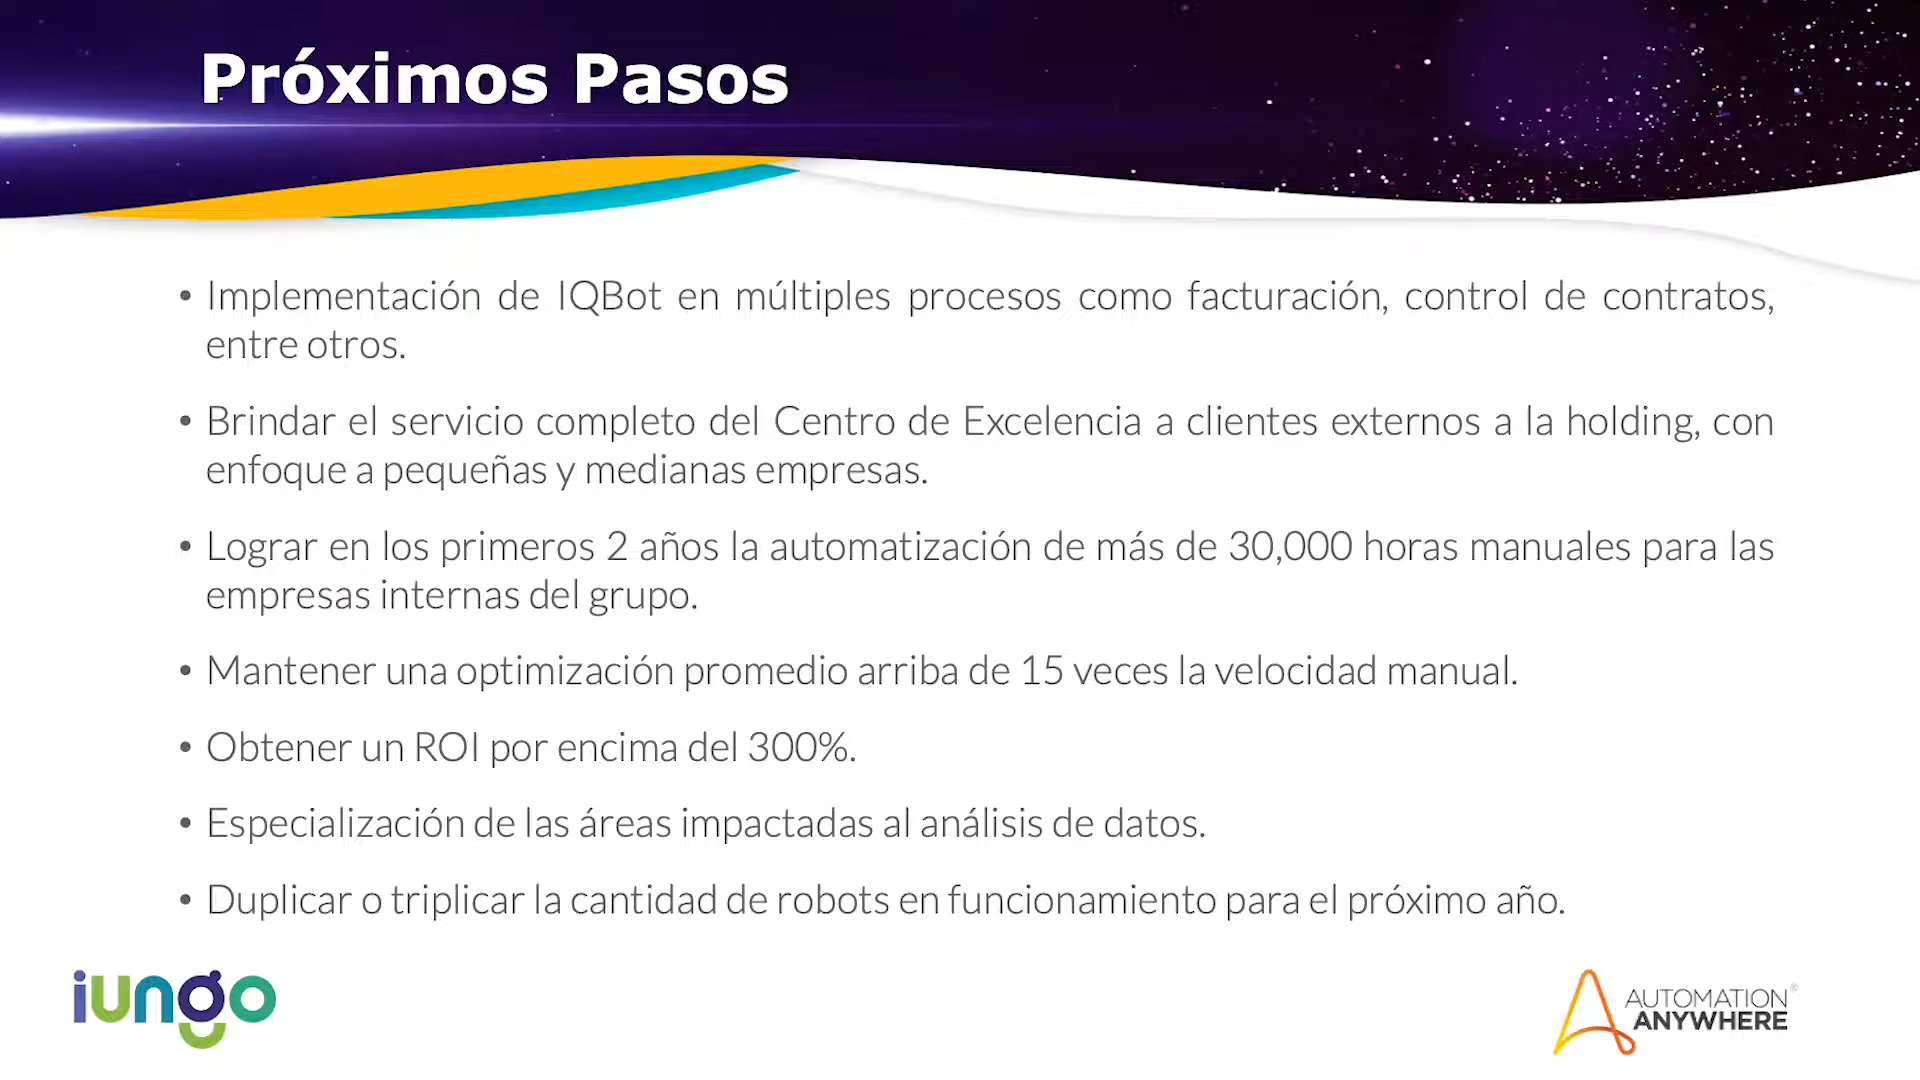 Próximos Pasos
• Implementación de IQBot en múltiples procesos como facturación, control de contratos,
entre otros.
• Brindar el servicio completo del Centro de Excelencia a clientes externos a la holding, con
enfoque a pequeñas y medianas empresas.
• Lograr en los primeros 2 años la automatización de más de 30,000 horas manuales para las
empresas internas del grupo.
• Mantener una optimización promedio arriba de 15 veces la velocidad manual.
• Obtener un ROI por encima del 300%.
• Especialización de las áreas impactadas al análisis de datos.
• Duplicar o triplicar la cantidad de robots en funcionamiento para el próximo año.
iungo
AUTOMATION
ANYWHERE